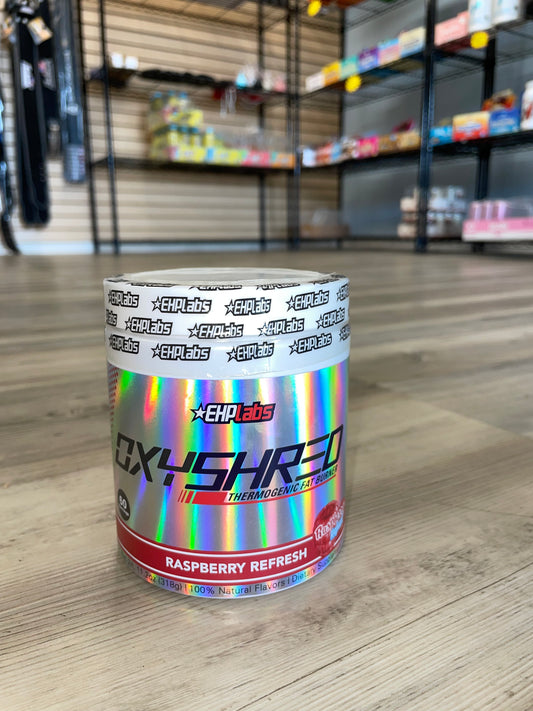 EHPlabs EHPlabs EHPlabs EHPlabs
EHPlabs EHPlabs EHPlabs
EHPlabs EHPlabs EHPlabs EHPlabs
EHPlabs
OXYSHRED
THERMOGENIC FAT BURNER
60
RASPBERRY REFRESH
(318g) | 100% Natural Flavors | Dietary